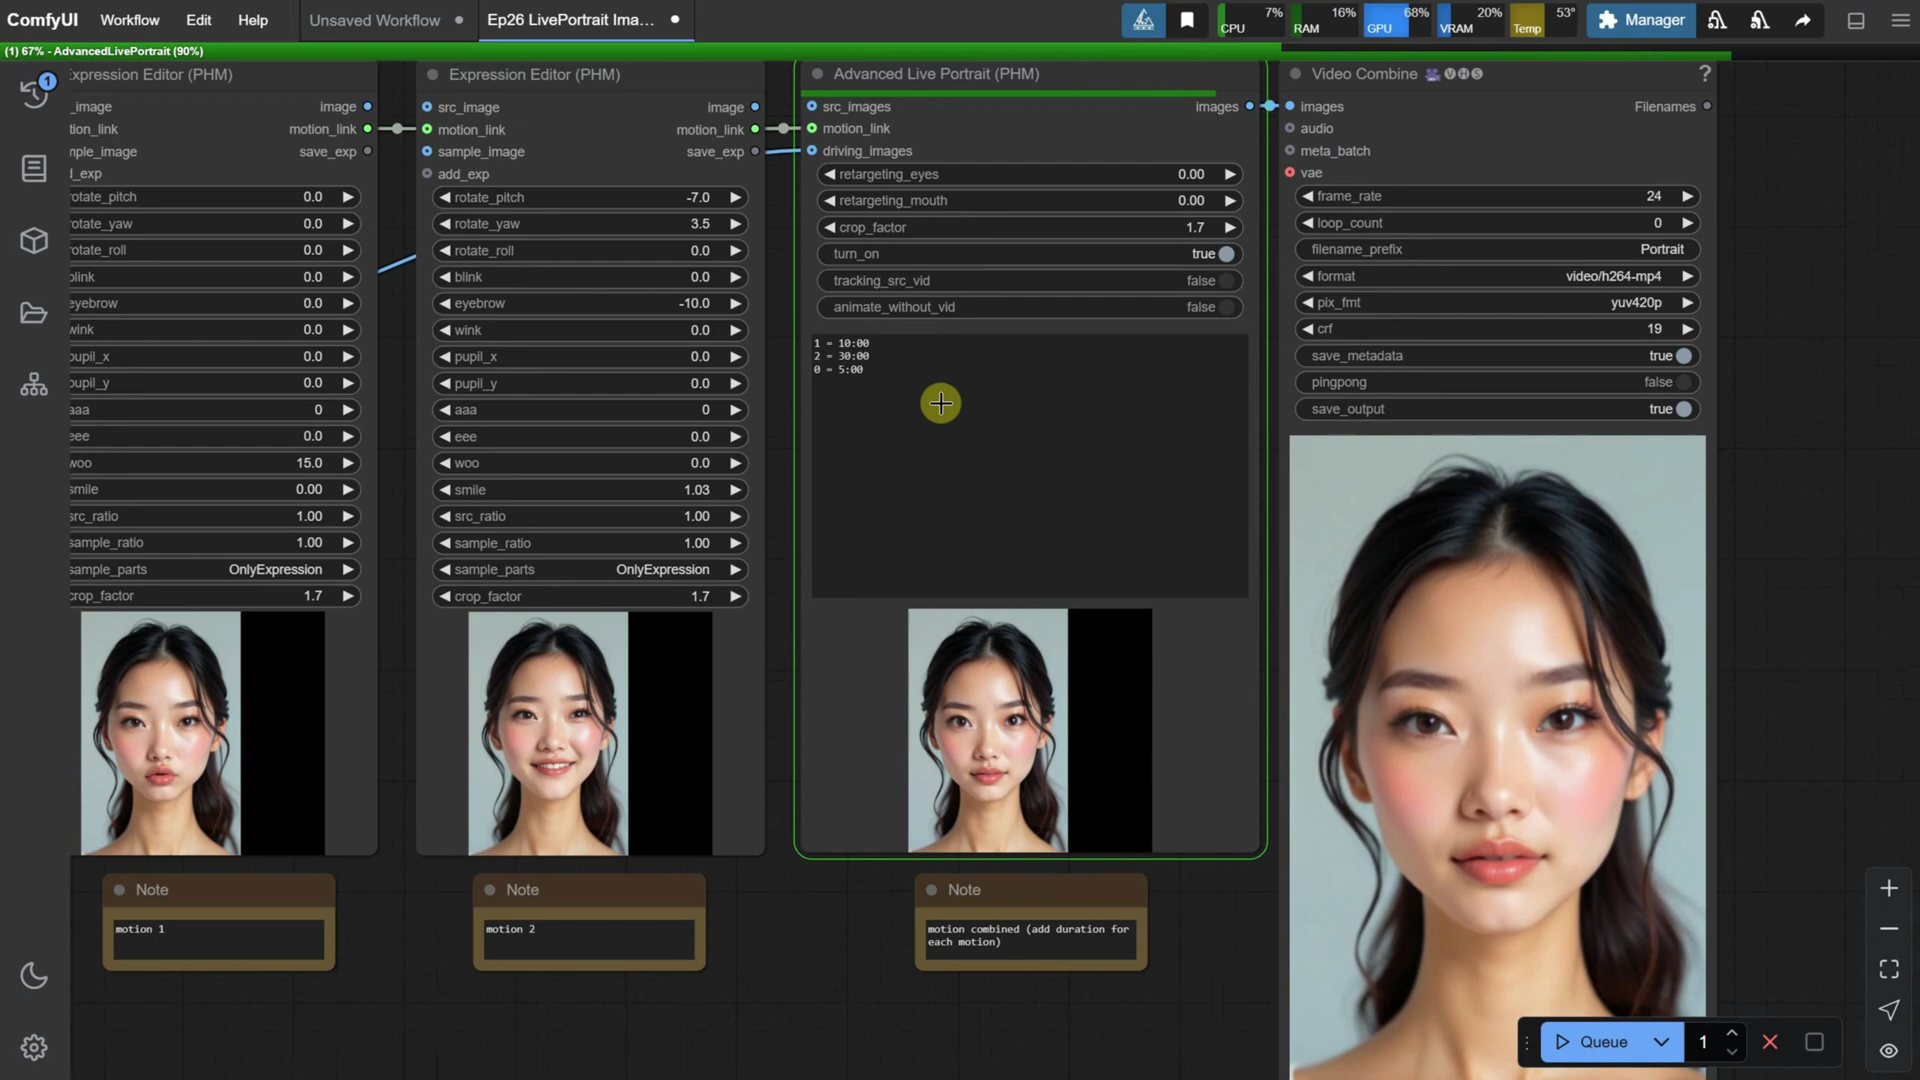 ComfyUI
Workflow
Edit
Help
Unsaved Workflow
Ep26 LivePortrait Ima...
CPU
7%
RAM
16%
GPU
68%
VRAM
20%
Temp
53°
Manager
(1) 67% - AdvancedLivePortrait (90%)
1
Expression Editor (PHM)
_image
image
tion_link
motion_link
mple_image
save_exp
d_exp
rotate_pitch
0.0
rotate_yaw
0.0
rotate_roll
0.0
blink
0.0
eyebrow
0.0
wink
0.0
pupil_x
0.0
pupil_y
0.0
aaa
0
eee
0.0
woo
15.0
smile
0.00
src_ratio
1.00
sample_ratio
1.00
sample_parts
OnlyExpression
crop_factor
1.7
Note
motion 1
Expression Editor (PHM)
src_image
image
motion_link
motion_link
sample_image
save_exp
add_exp
rotate_pitch
-7.0
rotate_yaw
3.5
rotate_roll
0.0
blink
0.0
eyebrow
-10.0
wink
0.0
pupil_x
0.0
pupil_y
0.0
aaa
0
eee
0.0
woo
0.0
smile
1.03
src_ratio
1.00
sample_ratio
1.00
sample_parts
OnlyExpression
crop_factor
1.7
Note
motion 2
Advanced Live Portrait (PHM)
src_images
images
motion_link
driving_images
retargeting_eyes
0.00
retargeting_mouth
0.00
crop_factor
1.7
turn_on
true
tracking_src_vid
false
animate_without_vid
false
1 = 10:00
2 = 30:00
0 = 5:00
Note
motion combined (add duration for
each motion)
Video Combine VHS
?
images
Filenames
audio
meta_batch
vae
frame_rate
24
loop_count
0
filename_prefix
Portrait
format
video/h264-mp4
pix_fmt
yuv420p
crf
19
save_metadata
true
pingpong
false
save_output
true
Queue
1